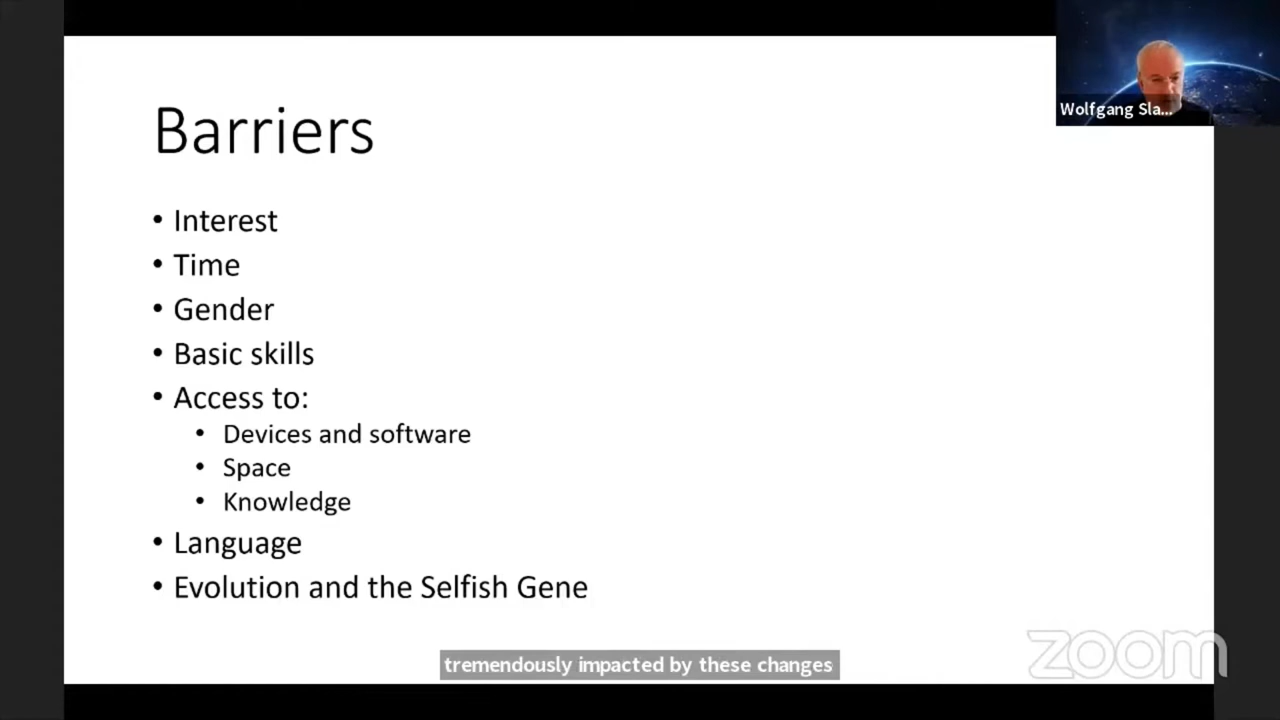 Barriers
Wolfgang Sla...
• Interest
• Time
• Gender
• Basic skills
• Access to:
• Devices and software
• Space
• Knowledge
• Language
• Evolution and the Selfish Gene
tremendously impacted by these changes
zoom